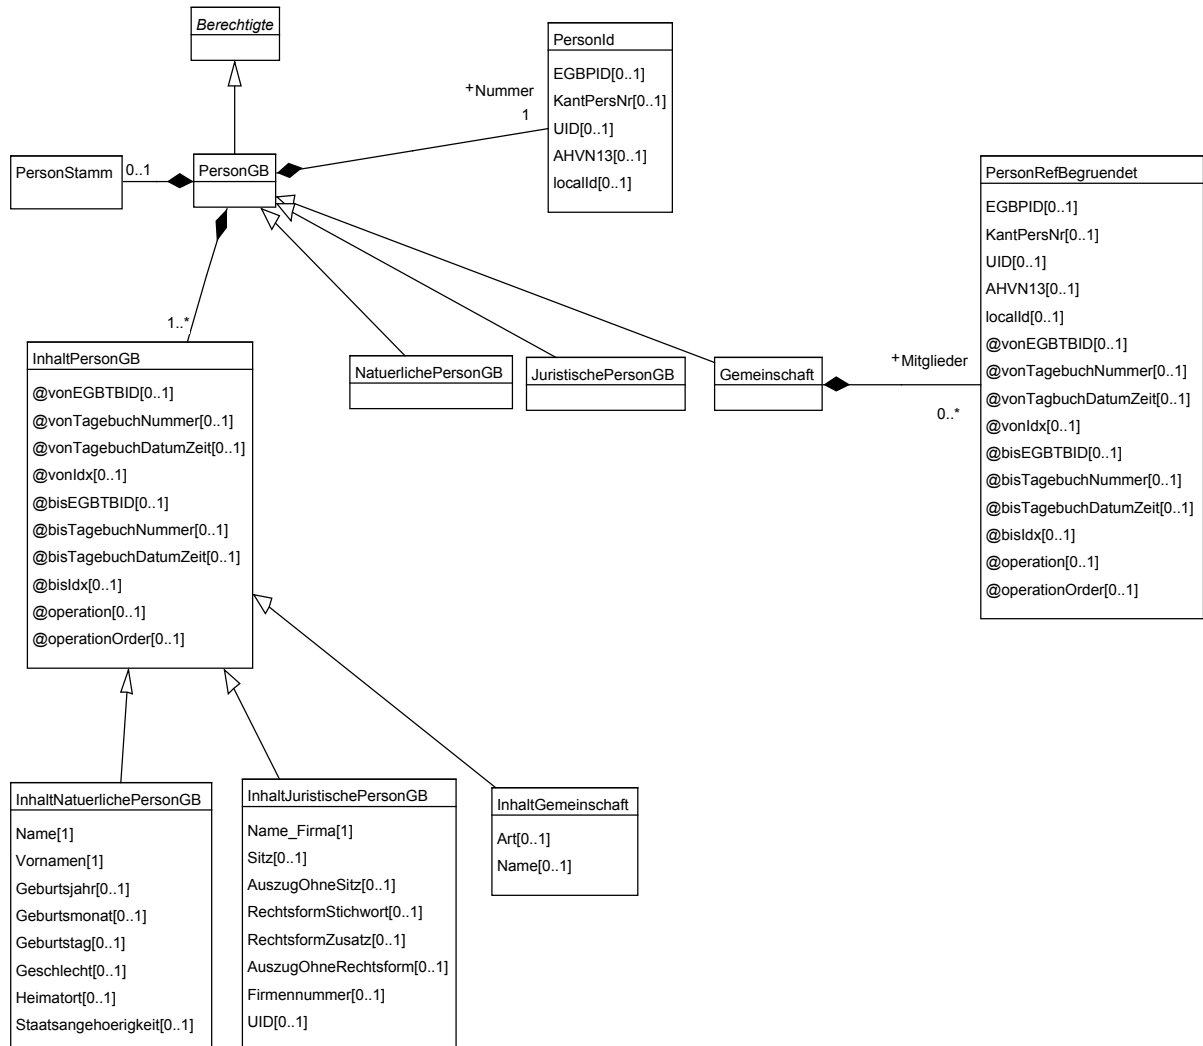 Berechtigte
PersonId
EGBPID[0..1]
KantPersNr[0..1]
UID[0..1]
AHVN13[0..1]
localId[0..1]
+Nummer
1
PersonStamm
0..1
PersonGB
PersonRefBegruendet
EGBPID[0..1]
KantPersNr[0..1]
UID[0..1]
AHVN13[0..1]
localId[0..1]
@vonEGBTBID[0..1]
@vonTagebuchNummer[0..1]
@vonTagbuchDatumZeit[0..1]
@vonIdx[0..1]
@bisEGBTBID[0..1]
@bisTagebuchNummer[0..1]
@bisTagebuchDatumZeit[0..1]
@bisIdx[0..1]
@operation[0..1]
@operationOrder[0..1]
1..*
InhaltPersonGB
@vonEGBTBID[0..1]
@vonTagebuchNummer[0..1]
@vonTagebuchDatumZeit[0..1]
@vonIdx[0..1]
@bisEGBTBID[0..1]
@bisTagebuchNummer[0..1]
@bisTagebuchDatumZeit[0..1]
@bisIdx[0..1]
@operation[0..1]
@operationOrder[0..1]
NatuerlichePersonGB
JuristischePersonGB
Gemeinschaft
+Mitglieder
0..*
InhaltNatuerlichePersonGB
Name[1]
Vornamen[1]
Geburtsjahr[0..1]
Geburtsmonat[0..1]
Geburtstag[0..1]
Geschlecht[0..1]
Heimatort[0..1]
Staatsangehoerigkeit[0..1]
InhaltJuristischePersonGB
Name_Firma[1]
Sitz[0..1]
AuszugOhneSitz[0..1]
RechtsformStichwort[0..1]
RechtsformZusatz[0..1]
AuszugOhneRechtsform[0..1]
Firmennummer[0..1]
UID[0..1]
InhaltGemeinschaft
Art[0..1]
Name[0..1]